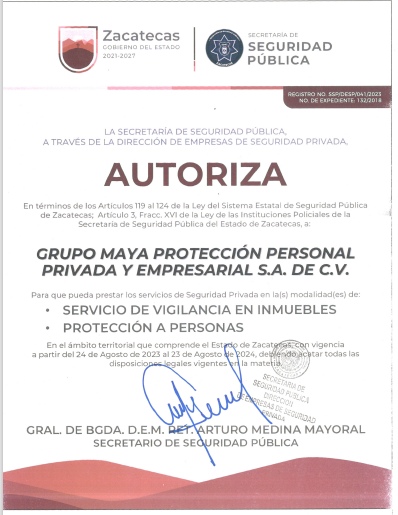 Zacatecas
GOBIERNO DEL ESTADO
2021-2027
SECRETARÍA DE
SEGURIDAD
PÚBLICA
REGISTRO NO. SSP/DESP/041/2023
NO. DE EXPEDIENTE: 132/2018
LA SECRETARÍA DE SEGURIDAD PÚBLICA,
A TRAVÉS DE LA DIRECCIÓN DE EMPRESAS DE SEGURIDAD PRIVADA,
AUTORIZA
En términos de los Artículos 119 al 124 de la Ley del Sistema Estatal de Seguridad Pública
de Zacatecas; Artículo 3, Fracc. XVI de la Ley de las Instituciones Policiales de la
Secretaría de Seguridad Pública del Estado de Zacatecas, a:
GRUPO MAYA PROTECCIÓN PERSONAL
PRIVADA Y EMPRESARIAL S.A. DE C.V.
Para que pueda prestar los servicios de Seguridad Privada en la(s) modalidad(es) de:
• SERVICIO DE VIGILANCIA EN INMUEBLES
• PROTECCIÓN A PERSONAS
En el ámbito territorial que comprende el Estado de Zacatecas, con vigencia
a partir del 24 de Agosto de 2023 al 23 de Agosto de 2024, debiendo acatar todas las
disposiciones legales vigentes en la materia.
SECRETARIA DE
SEGURIDAD PUBLICA
DIRECCION
DE EMPRESAS DE SEGURIDAD
PRIVADA
GRAL. DE BGDA. D.E.M. RET. ARTURO MEDINA MAYORAL
SECRETARIO DE SEGURIDAD PÚBLICA